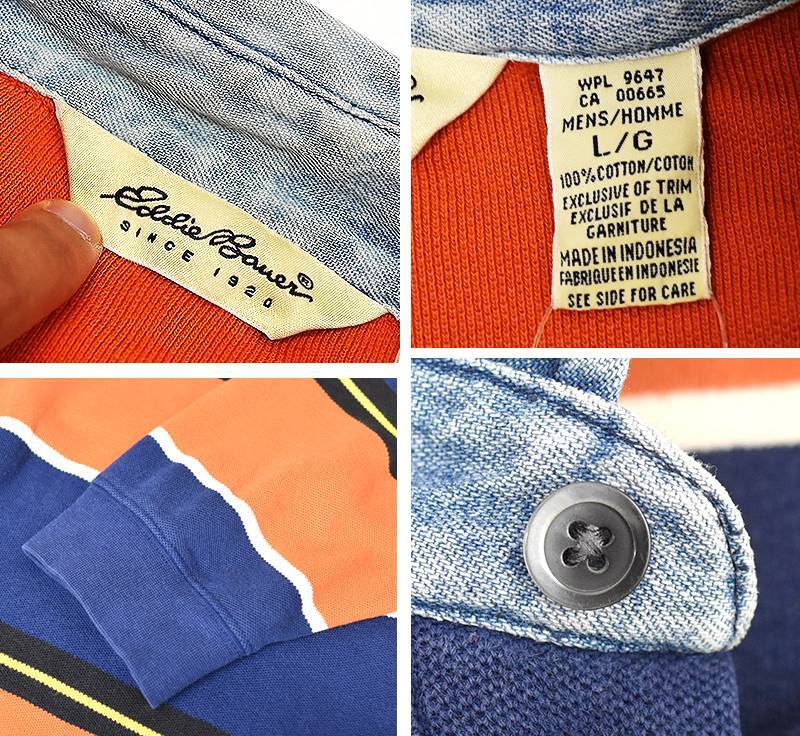 Eddie Bauer®
SINCE 1920
WPL 9647
CA 00665
MENS/HOMME
L/G
100% COTTON/COTON
EXCLUSIVE OF TRIM
EXCLUSIF DE LA
GARNITURE
MADE IN INDONESIA
FABRIQUE EN INDONESIE
SEE SIDE FOR CARE